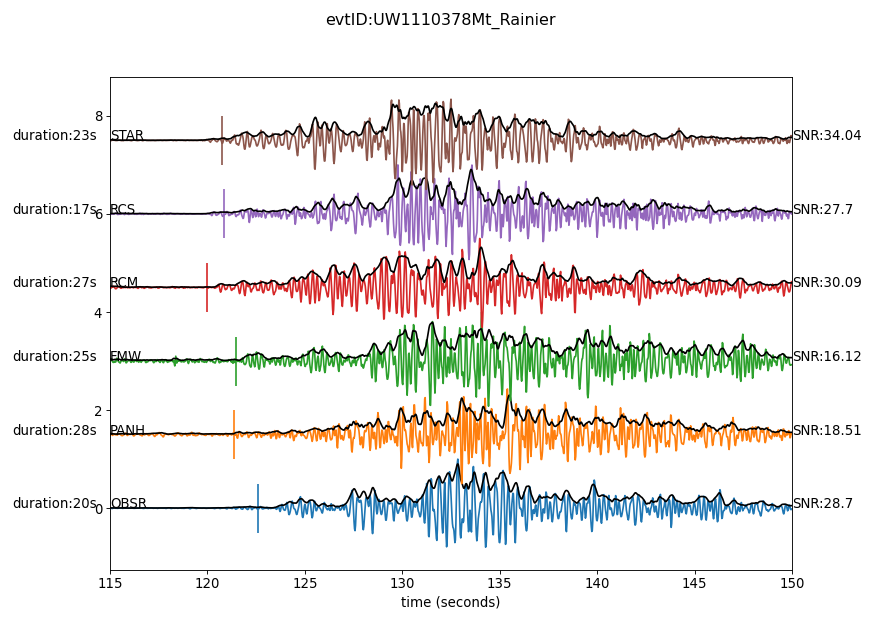 evtID:UW1110378Mt_Rainier
8
duration:23s STAR SNR:34.04
duration:17s RCS SNR:27.7
6
duration:27s RCM SNR:30.09
4
duration:25s FMW SNR:16.12
2
duration:28s PANH SNR:18.51
duration:20s OBSR SNR:28.7
0
115 120 125 130 135 140 145 150
time (seconds)